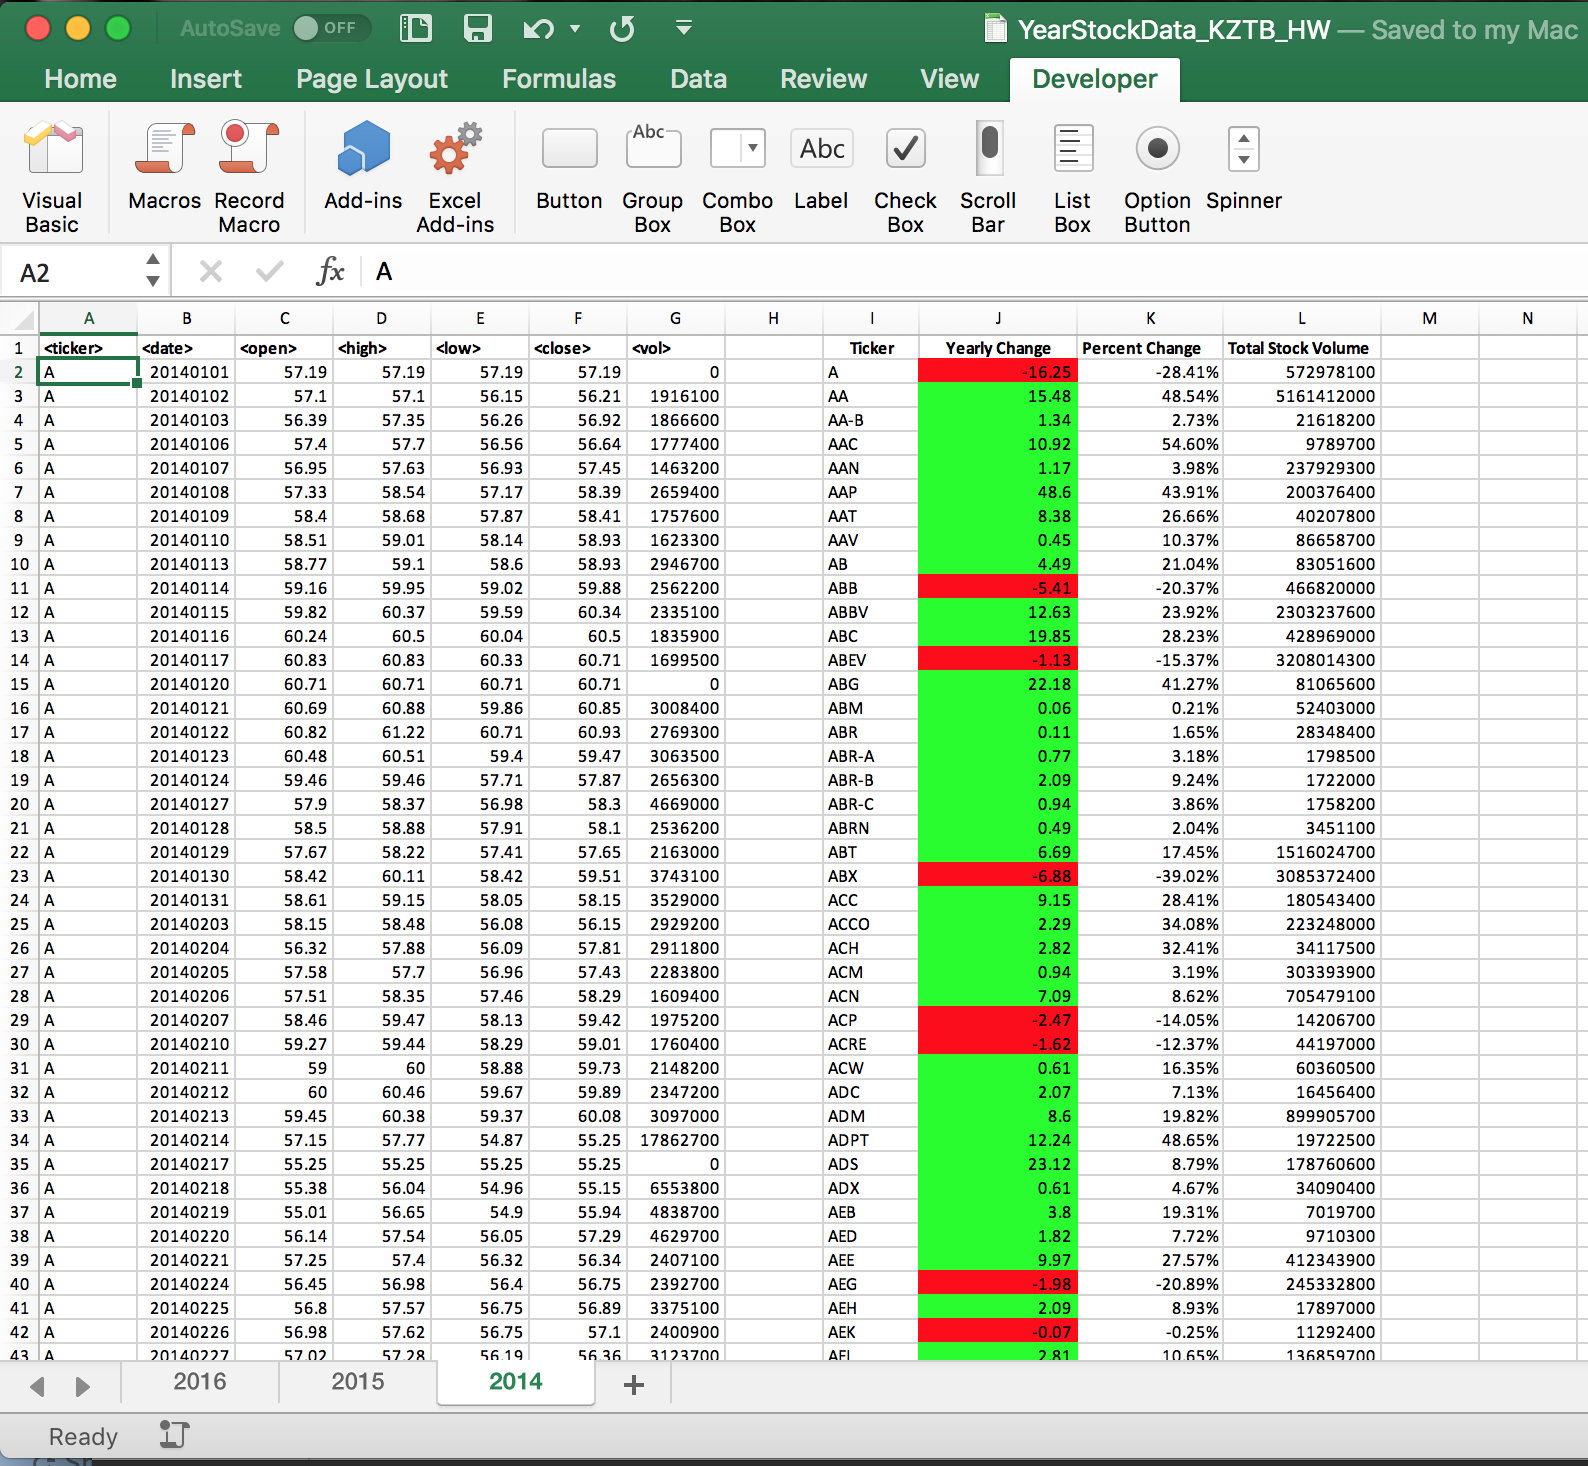 AutoSave OFF YearStockData_KZTB_HW — Saved to my Mac
Home Insert Page Layout Formulas Data Review View Developer
Abc Abc
Visual Basic Macros Record Macro Add-ins Excel Add-ins Button Group Box Combo Box Label Check Box Scroll Bar List Box Option Button Spinner
A2 fx A
A B C D E F G H I J K L M N
1 <ticker> <date> <open> <high> <low> <close> <vol> Ticker Yearly Change Percent Change Total Stock Volume
2 A 20140101 57.19 57.19 57.19 57.19 0 A -16.25 -28.41% 572978100
3 A 20140102 57.1 57.1 56.15 56.21 1916100 AA 15.48 48.54% 5161412000
4 A 20140103 56.39 57.35 56.26 56.92 1866600 AA-B 1.34 2.73% 21618200
5 A 20140106 57.4 57.7 56.56 56.64 1777400 AAC 10.92 54.60% 9789700
6 A 20140107 56.95 57.63 56.93 57.45 1463200 AAN 1.17 3.98% 237929300
7 A 20140108 57.33 58.54 57.17 58.39 2659400 AAP 48.6 43.91% 200376400
8 A 20140109 58.4 58.68 57.87 58.41 1757600 AAT 8.38 26.66% 40207800
9 A 20140110 58.51 59.01 58.14 58.93 1623300 AAV 0.45 10.37% 86658700
10 A 20140113 58.77 59.1 58.6 58.93 2946700 AB 4.49 21.04% 83051600
11 A 20140114 59.16 59.95 59.02 59.88 2562200 ABB -5.41 -20.37% 466820000
12 A 20140115 59.82 60.37 59.59 60.34 2335100 ABBV 12.63 23.92% 2303237600
13 A 20140116 60.24 60.5 60.04 60.5 1835900 ABC 19.85 28.23% 428969000
14 A 20140117 60.83 60.83 60.33 60.71 1699500 ABEV -1.13 -15.37% 3208014300
15 A 20140120 60.71 60.71 60.71 60.71 0 ABG 22.18 41.27% 81065600
16 A 20140121 60.69 60.88 59.86 60.85 3008400 ABM 0.06 0.21% 52403000
17 A 20140122 60.82 61.22 60.71 60.93 2769300 ABR 0.11 1.65% 28348400
18 A 20140123 60.48 60.51 59.4 59.47 3063500 ABR-A 0.77 3.18% 1798500
19 A 20140124 59.46 59.46 57.71 57.87 2656300 ABR-B 2.09 9.24% 1722000
20 A 20140127 57.9 58.37 56.98 58.3 4669000 ABR-C 0.94 3.86% 1758200
21 A 20140128 58.5 58.88 57.91 58.1 2536200 ABRN 0.49 2.04% 3451100
22 A 20140129 57.67 58.22 57.41 57.65 2163000 ABT 6.69 17.45% 1516024700
23 A 20140130 58.42 60.11 58.42 59.51 3743100 ABX -6.88 -39.02% 3085372400
24 A 20140131 58.61 59.15 58.05 58.15 3529000 ACC 9.15 28.41% 180543400
25 A 20140203 58.15 58.48 56.08 56.15 2929200 ACCO 2.29 34.08% 223248000
26 A 20140204 56.32 57.88 56.09 57.81 2911800 ACH 2.82 32.41% 34117500
27 A 20140205 57.58 57.7 56.96 57.43 2283800 ACM 0.94 3.19% 303393900
28 A 20140206 57.51 58.35 57.46 58.29 1609400 ACN 7.09 8.62% 705479100
29 A 20140207 58.46 59.47 58.13 59.42 1975200 ACP -2.47 -14.05% 14206700
30 A 20140210 59.27 59.44 58.29 59.01 1760400 ACRE -1.62 -12.37% 44197000
31 A 20140211 59 60 58.88 59.73 2148200 ACW 0.61 16.35% 60360500
32 A 20140212 60 60.46 59.67 59.89 2347200 ADC 2.07 7.13% 16456400
33 A 20140213 59.45 60.38 59.37 60.08 3097000 ADM 8.6 19.82% 899905700
34 A 20140214 57.15 57.77 54.87 55.25 17862700 ADPT 12.24 48.65% 19722500
35 A 20140217 55.25 55.25 55.25 55.25 0 ADS 23.12 8.79% 178760600
36 A 20140218 55.38 56.04 54.96 55.15 6553800 ADX 0.61 4.67% 34090400
37 A 20140219 55.01 56.65 54.9 55.94 4838700 AEB 3.8 19.31% 7019700
38 A 20140220 56.14 57.54 56.05 57.29 4629700 AED 1.82 7.72% 9710300
39 A 20140221 57.25 57.4 56.32 56.34 2407100 AEE 9.97 27.57% 412343900
40 A 20140224 56.45 56.98 56.4 56.75 2392700 AEG -1.98 -20.89% 245332800
41 A 20140225 56.8 57.57 56.75 56.89 3375100 AEH 2.09 8.93% 17897000
42 A 20140226 56.98 57.62 56.75 57.1 2400900 AEK -0.07 -0.25% 11292400
43 A 20140227 57.02 57.28 56.19 56.36 3123700 2.81 10.65% 136859700
2016 2015 2014
Ready